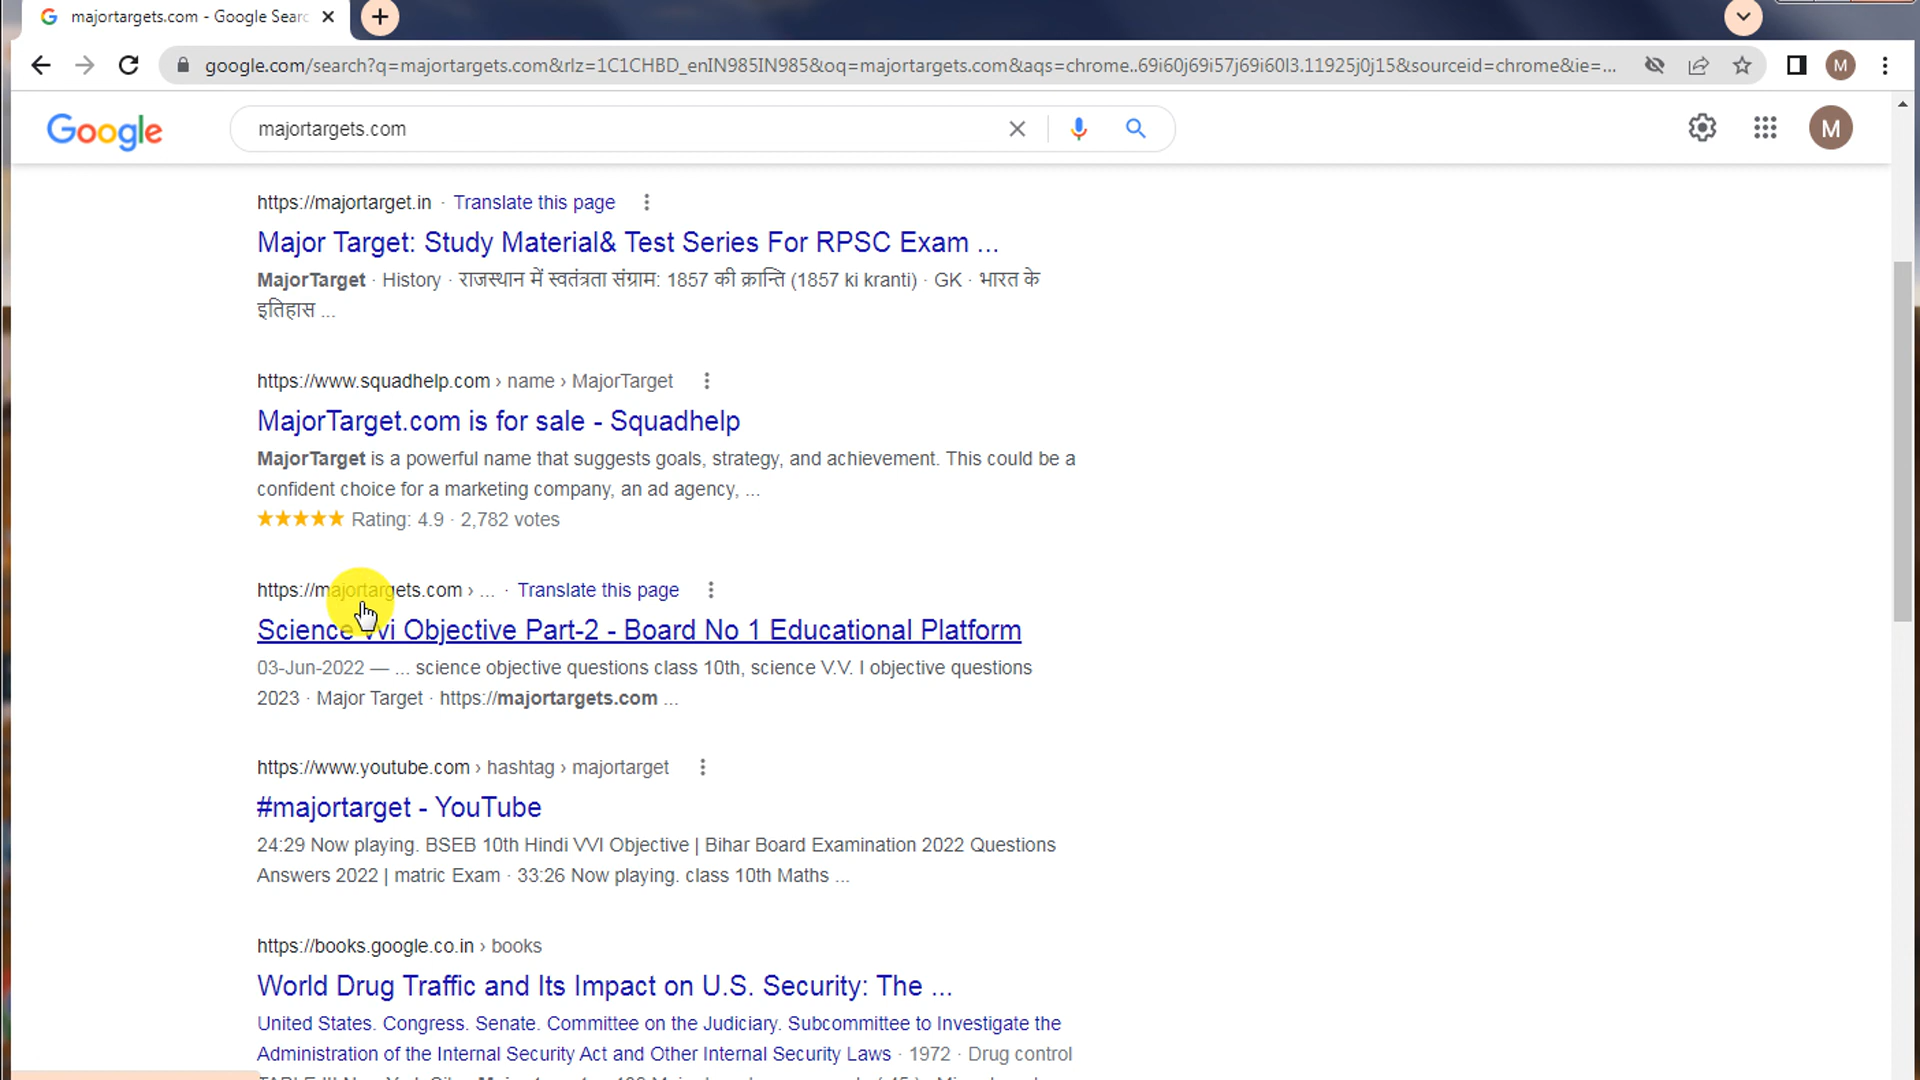 majortargets.com - Google Searc
google.com/search?q=majortargets.com&rlz=1C1CHBD_enIN985IN985&oq=majortargets.com&aqs=chrome..69i60j69i57j69i60l3.11925j0j15&sourceid=chrome&ie=...
M
Google
majortargets.com
M
https://majortarget.in · Translate this page
Major Target: Study Material& Test Series For RPSC Exam ...
MajorTarget · History · राजस्थान में स्वतंत्रता संग्राम: 1857 की क्रान्ति (1857 ki kranti) · GK · भारत के
इतिहास ...
https://www.squadhelp.com › name › MajorTarget
MajorTarget.com is for sale - Squadhelp
MajorTarget is a powerful name that suggests goals, strategy, and achievement. This could be a
confident choice for a marketing company, an ad agency, ...
Rating: 4.9 · 2,782 votes
https://majortargets.com › ... · Translate this page
Science Vvi Objective Part-2 - Board No 1 Educational Platform
03-Jun-2022 — ... science objective questions class 10th, science V.V. I objective questions
2023 · Major Target · https://majortargets.com ...
https://www.youtube.com › hashtag › majortarget
#majortarget - YouTube
24:29 Now playing. BSEB 10th Hindi VVI Objective | Bihar Board Examination 2022 Questions
Answers 2022 | matric Exam · 33:26 Now playing. class 10th Maths ...
https://books.google.co.in › books
World Drug Traffic and Its Impact on U.S. Security: The ...
United States. Congress. Senate. Committee on the Judiciary. Subcommittee to Investigate the
Administration of the Internal Security Act and Other Internal Security Laws · 1972 · Drug control